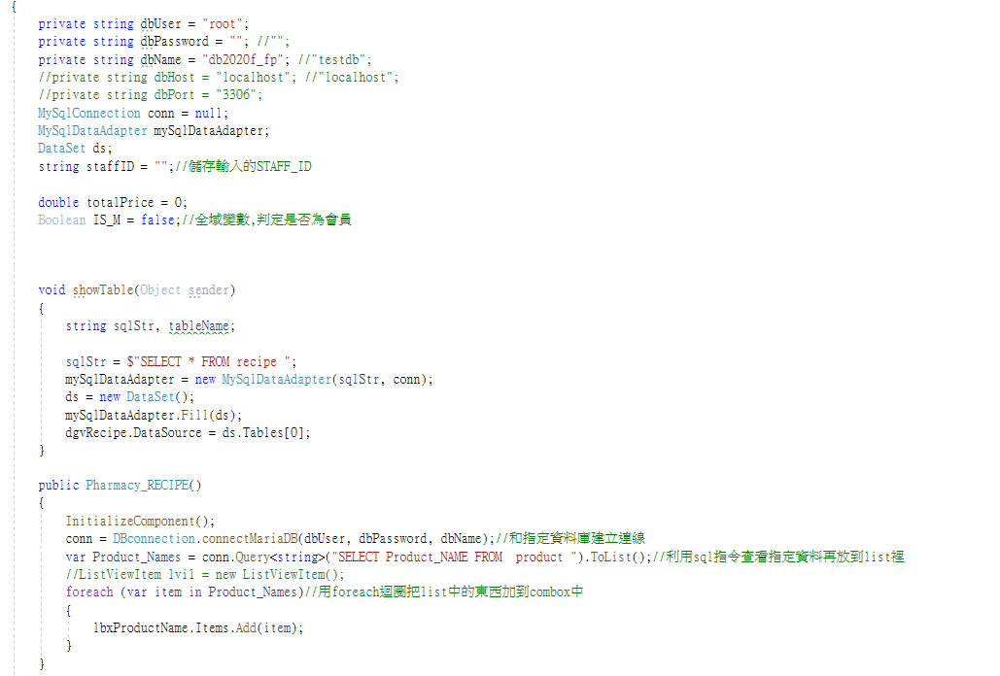 {
private string dbUser = "root";
private string dbPassword = ""; //"";
private string dbName = "db2020f_fp"; //"testdb";
//private string dbHost = "localhost"; //"localhost";
//private string dbPort = "3306";
MySqlConnection conn = null;
MySqlDataAdapter mySqlDataAdapter;
DataSet ds;
string staffID = "";//儲存輸入的STAFF_ID
double totalPrice = 0;
Boolean IS_M = false;//全域變數,判定是否為會員
void showTable(Object sender)
{
string sqlStr, tableName;
sqlStr = $"SELECT * FROM recipe ";
mySqlDataAdapter = new MySqlDataAdapter(sqlStr, conn);
ds = new DataSet();
mySqlDataAdapter.Fill(ds);
dgvRecipe.DataSource = ds.Tables[0];
}
public Pharmacy_RECIPE()
{
InitializeComponent();
conn = DBconnection.connectMariaDB(dbUser, dbPassword, dbName);//和指定資料庫建立連線
var Product_Names = conn.Query<string>("SELECT Product_NAME FROM  product ").ToList();//利用sql指令查看指定資料再放到list裡
//ListViewItem lvil = new ListViewItem();
foreach (var item in Product_Names)//用foreach迴圈把list中的東西加到combox中
{
lbxProductName.Items.Add(item);
}
}